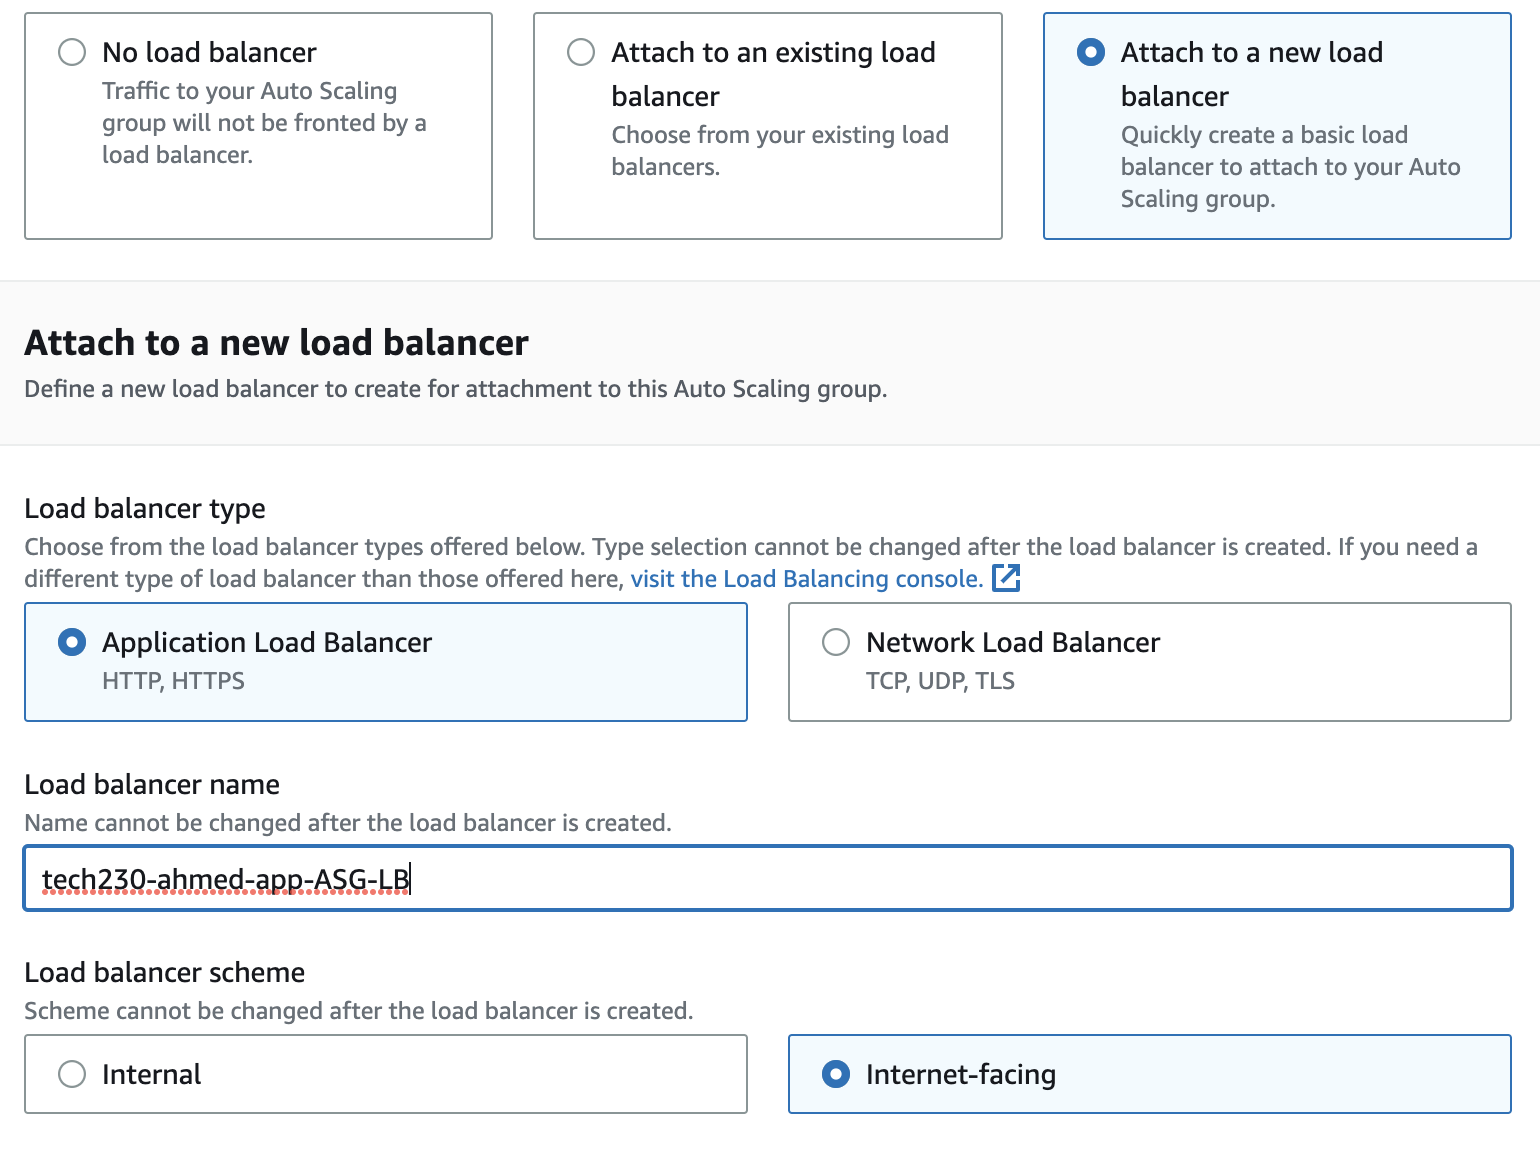 No load balancer
Traffic to your Auto Scaling
group will not be fronted by a
load balancer.
Attach to an existing load
balancer
Choose from your existing load
balancers.
Attach to a new load
balancer
Quickly create a basic load
balancer to attach to your Auto
Scaling group.
Attach to a new load balancer
Define a new load balancer to create for attachment to this Auto Scaling group.
Load balancer type
Choose from the load balancer types offered below. Type selection cannot be changed after the load balancer is created. If you need a
different type of load balancer than those offered here, visit the Load Balancing console.
Application Load Balancer
HTTP, HTTPS
Network Load Balancer
TCP, UDP, TLS
Load balancer name
Name cannot be changed after the load balancer is created.
tech230-ahmed-app-ASG-LB
Load balancer scheme
Scheme cannot be changed after the load balancer is created.
Internal
Internet-facing